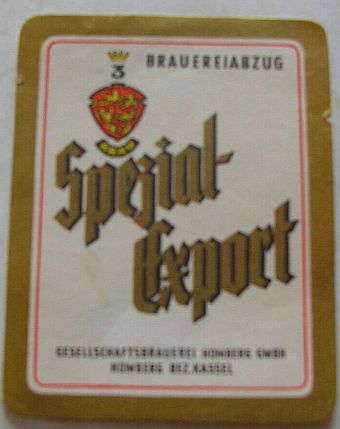 BRAUEREIABZUG
3
Spezial-
Export
GESELLSCHAFTSBRAUEREI HOMBERG GMBH
HOMBERG BEZ. KASSEL